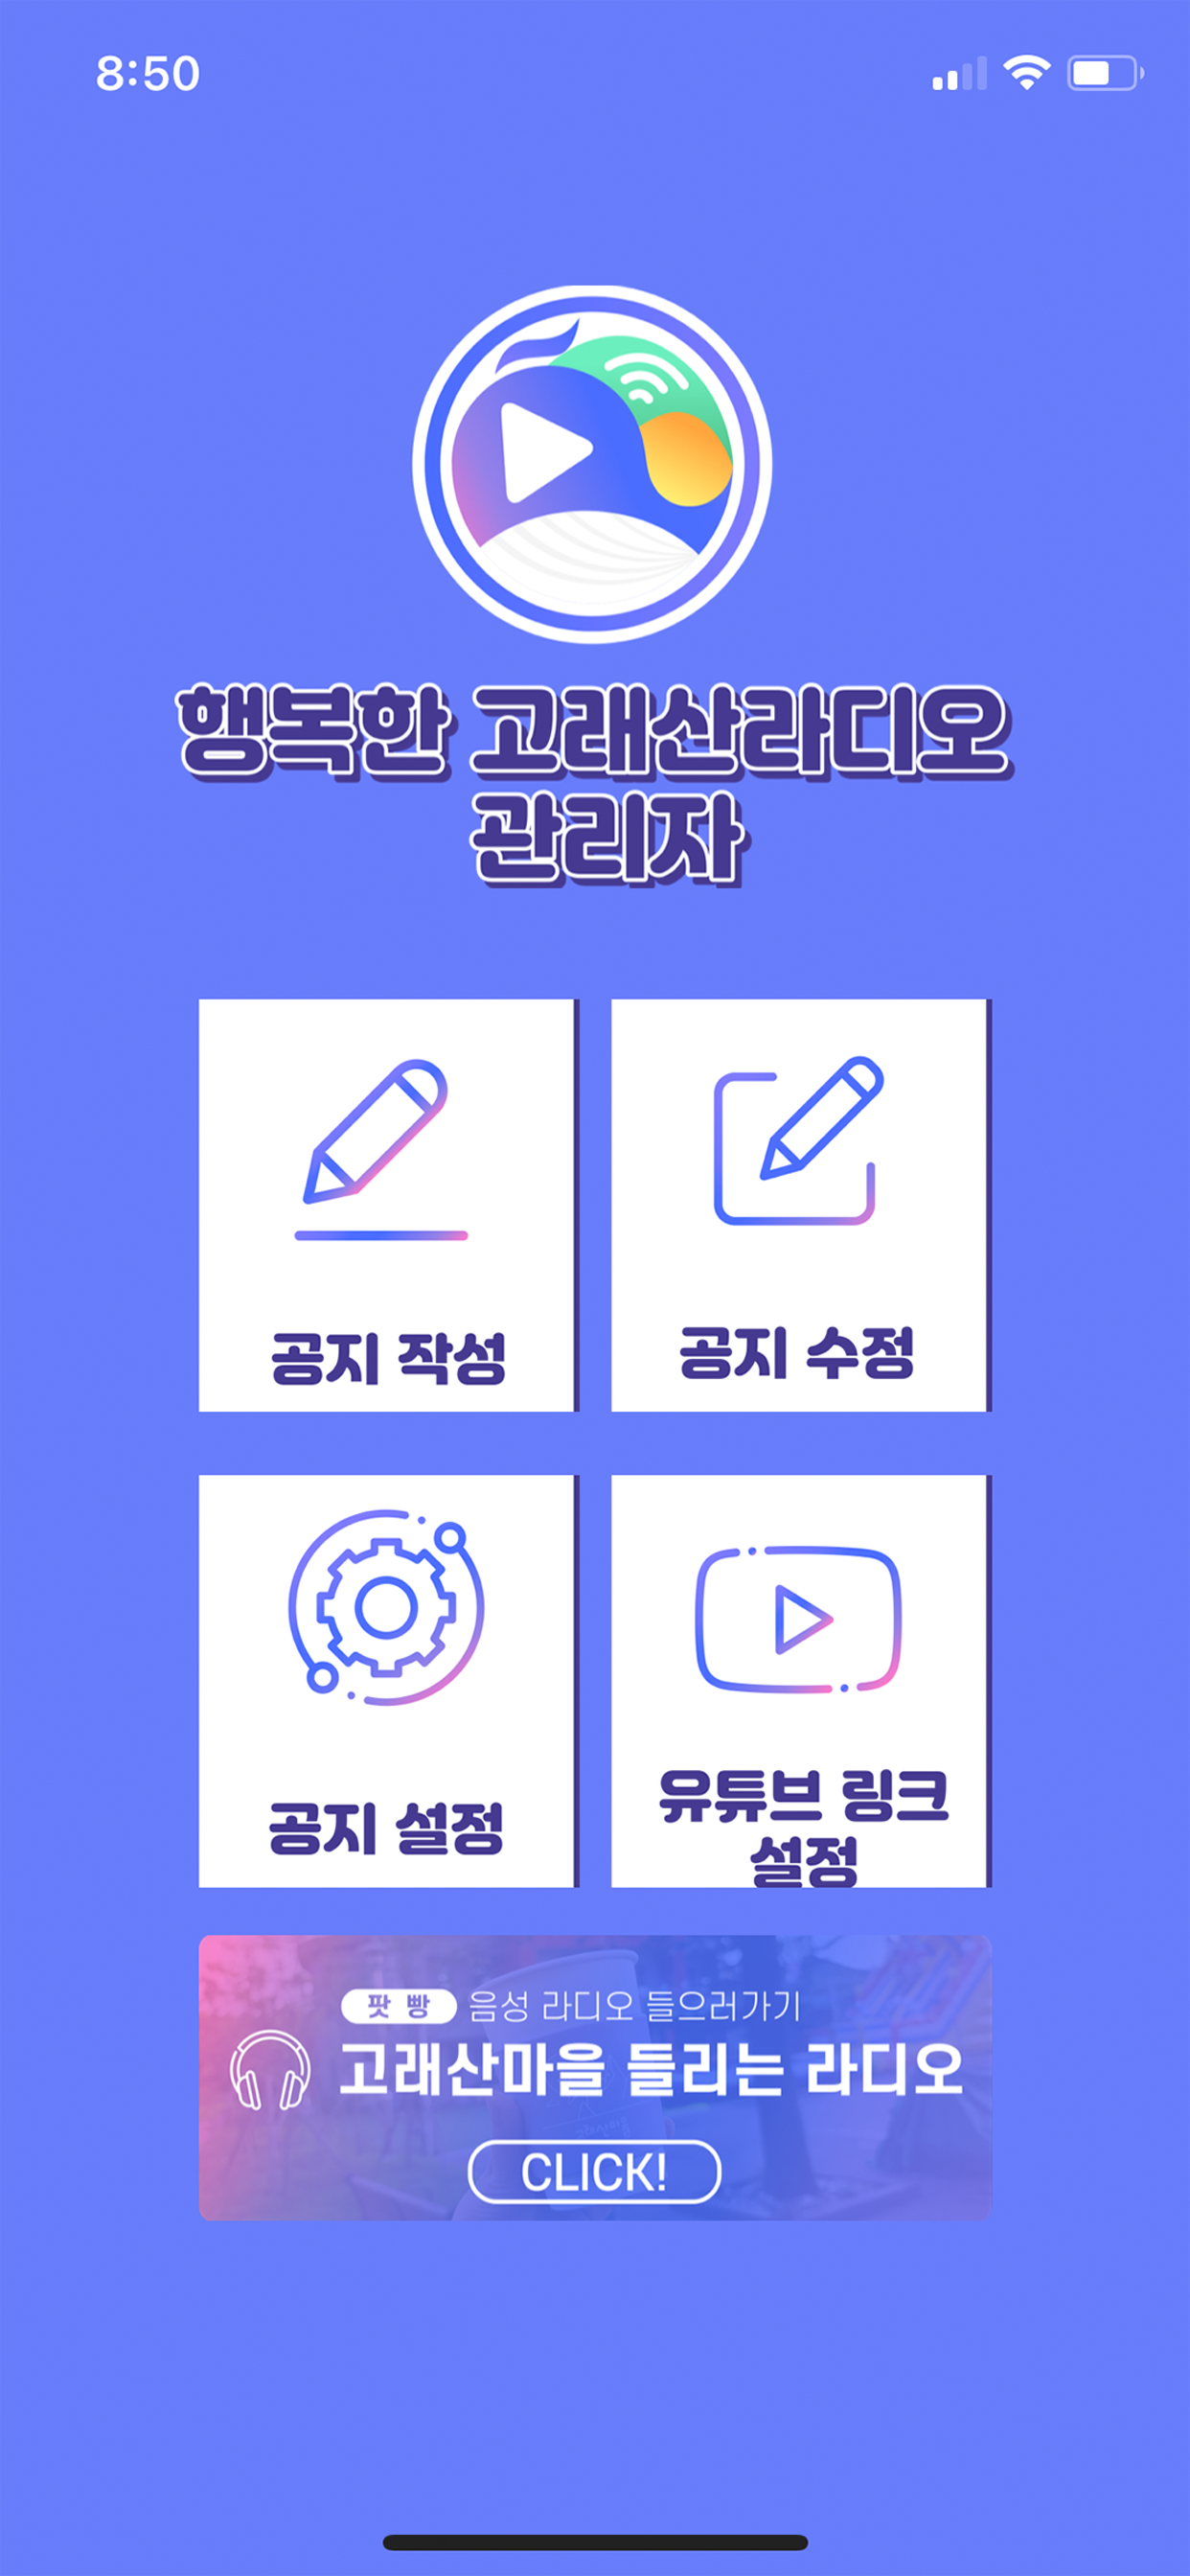 8:50
행복한 고래산라디오
관리자
공지 작성
공지 수정
공지 설정
유튜브 링크
설정
팟 빵 음성 라디오 들으러가기
고래산마을 들리는 라디오
CLICK!